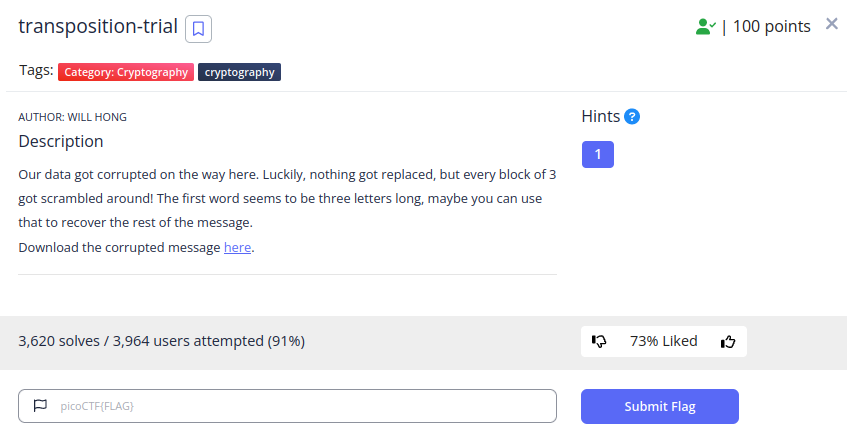 transposition-trial
| 100 points
Tags: Category: Cryptography cryptography
AUTHOR: WILL HONG
Hints ?
Description
1
Our data got corrupted on the way here. Luckily, nothing got replaced, but every block of 3
got scrambled around! The first word seems to be three letters long, maybe you can use
that to recover the rest of the message.
Download the corrupted message here.
3,620 solves / 3,964 users attempted (91%)
73% Liked
picoCTF{FLAG}
Submit Flag